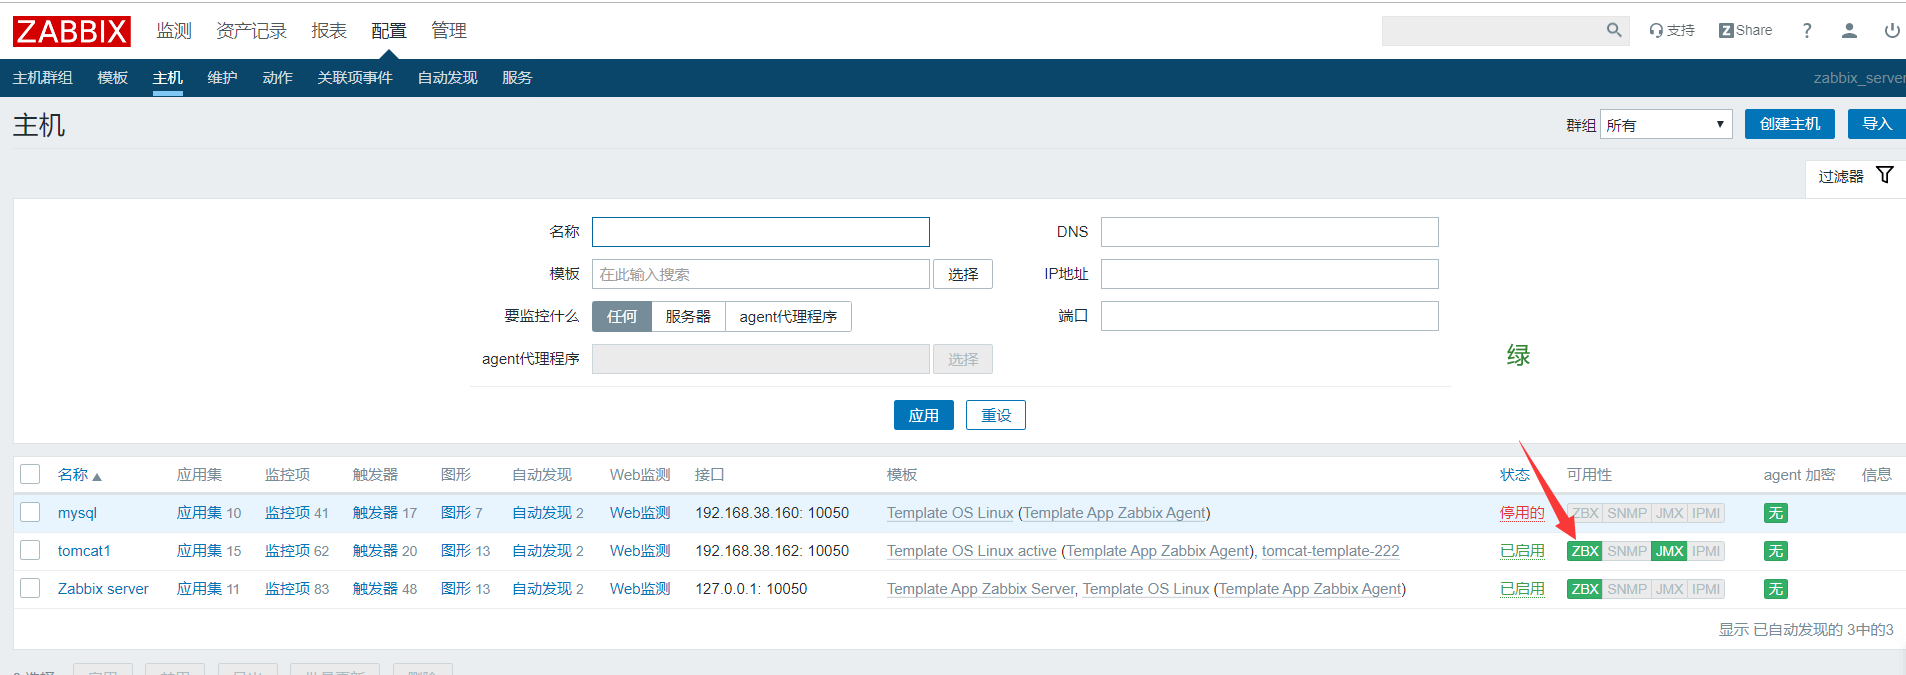 ZABBIX 监测 资产记录 报表 配置 管理 支持 Z Share ?
主机群组 模板 主机 维护 动作 关联项事件 自动发现 服务 zabbix_server
主机 群组 所有 创建主机 导入
过滤器
名称 DNS
模板 在此输入搜索 选择 IP地址
要监控什么 任何 服务器 agent代理程序 端口
agent代理程序 选择
绿
应用 重设
名称 应用集 监控项 触发器 图形 自动发现 Web监测 接口 模板 状态 可用性 agent 加密 信息
mysql 应用集 10 监控项 41 触发器 17 图形 7 自动发现 2 Web监测 192.168.38.160: 10050 Template OS Linux (Template App Zabbix Agent) 停用的 ZBX SNMP JMX IPMI 无
tomcat1 应用集 15 监控项 62 触发器 20 图形 13 自动发现 2 Web监测 192.168.38.162: 10050 Template OS Linux active (Template App Zabbix Agent), tomcat-template-222 已启用 ZBX SNMP JMX IPMI 无
Zabbix server 应用集 11 监控项 83 触发器 48 图形 13 自动发现 2 Web监测 127.0.0.1: 10050 Template App Zabbix Server, Template OS Linux (Template App Zabbix Agent) 已启用 ZBX SNMP JMX IPMI 无
显示 已自动发现的 3中的3